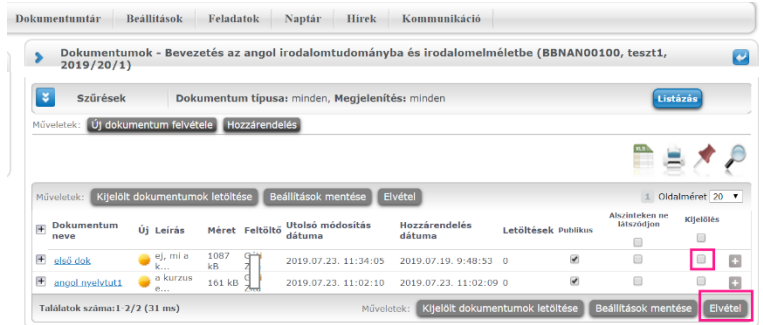 Dokumentumtár Beállítások Feladatok Naptár Hírek Kommunikáció
Dokumentumok - Bevezetés az angol irodalomtudományba és irodalomelméletbe (BBNAN00100, teszt1,
2019/20/1)
Szűrések Dokumentum típusa: minden, Megjelenítés: minden Listázás
Műveletek: Új dokumentum felvétele Hozzárendelés
Műveletek: Kijelölt dokumentumok letöltése Beállítások mentése Elvétel 1 Oldalméret 20
Dokumentum neve Új Leírás Méret Feltöltő Utolsó módosítás dátuma Hozzárendelés dátuma Letöltések Publikus Alszinteken ne látszódjon Kijelölés
első dok ej, mi a k... 1087 kB 2019.07.23. 11:34:05 2019.07.19. 9:48:53 0
angol nyelvtut1 a kurzus e... 161 kB 2019.07.23. 11:02:10 2019.07.23. 11:02:09 0
Találatok száma:1-2/2 (31 ms) Műveletek: Kijelölt dokumentumok letöltése Beállítások mentése Elvétel